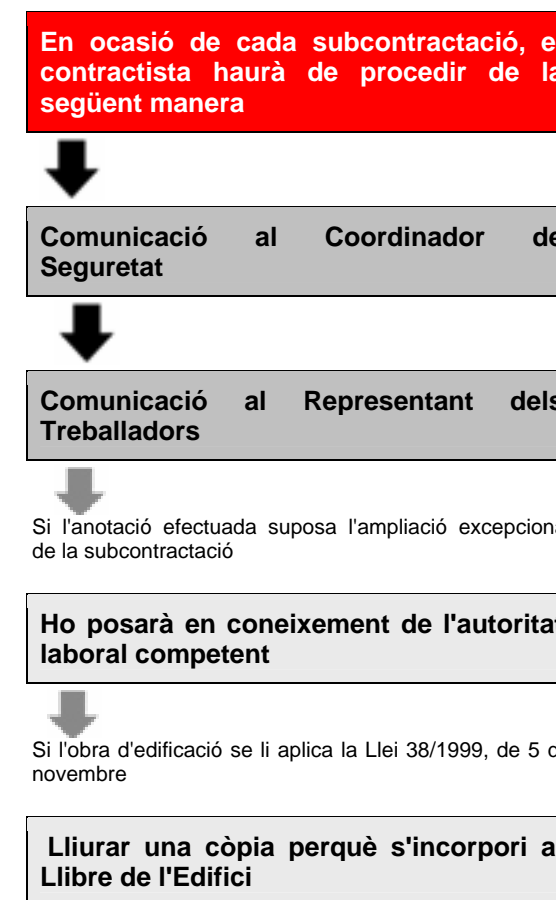 En ocasió de cada subcontractació, e
contractista haurà de procedir de la
següent manera
Comunicació al Coordinador de
Seguretat
Comunicació al Representant dels
Treballadors
Si l'anotació efectuada suposa l'ampliació excepciona
de la subcontractació
Ho posarà en coneixement de l'autoritat
laboral competent
Si l'obra d'edificació se li aplica la Llei 38/1999, de 5 d
novembre
Lliurar una còpia perquè s'incorpori a
Llibre de l'Edifici